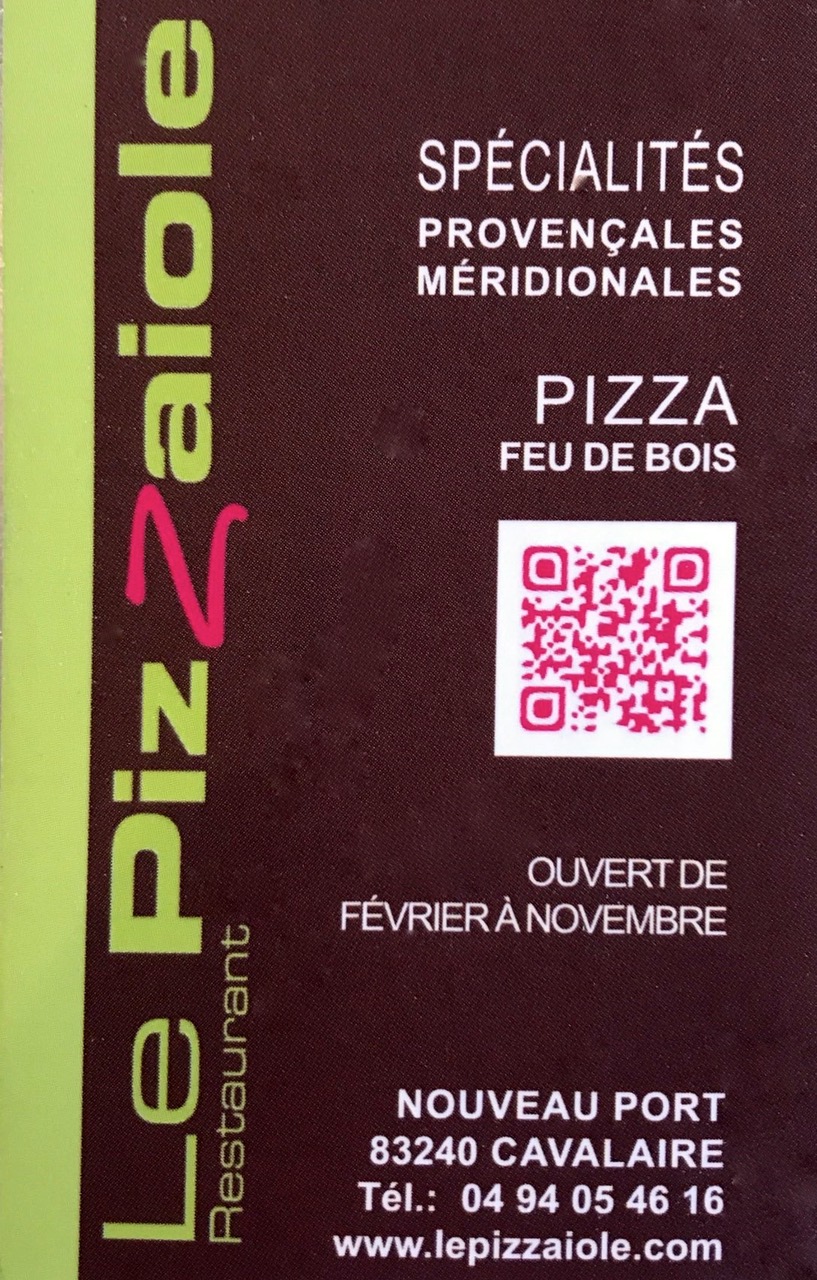 Le PizZaiole
Restaurant
SPÉCIALITÉS
PROVENÇALES
MÉRIDIONALES
PIZZA
FEU DE BOIS
OUVERT DE
FÉVRIER À NOVEMBRE
NOUVEAU PORT
83240 CAVALAIRE
Tél.: 04 94 05 46 16
www.lepizzaiole.com